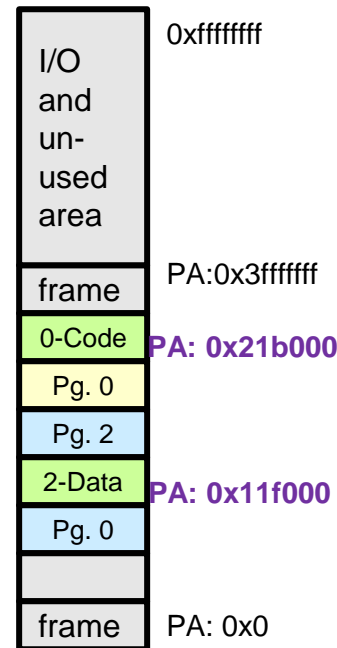 0xffffffff
I/O
and
un-
used
area
PA:0x3fffffff
frame
0-Code
PA: 0x21b000
Pg. 0
Pg. 2
2-Data
PA: 0x11f000
Pg. 0
frame
PA: 0x0